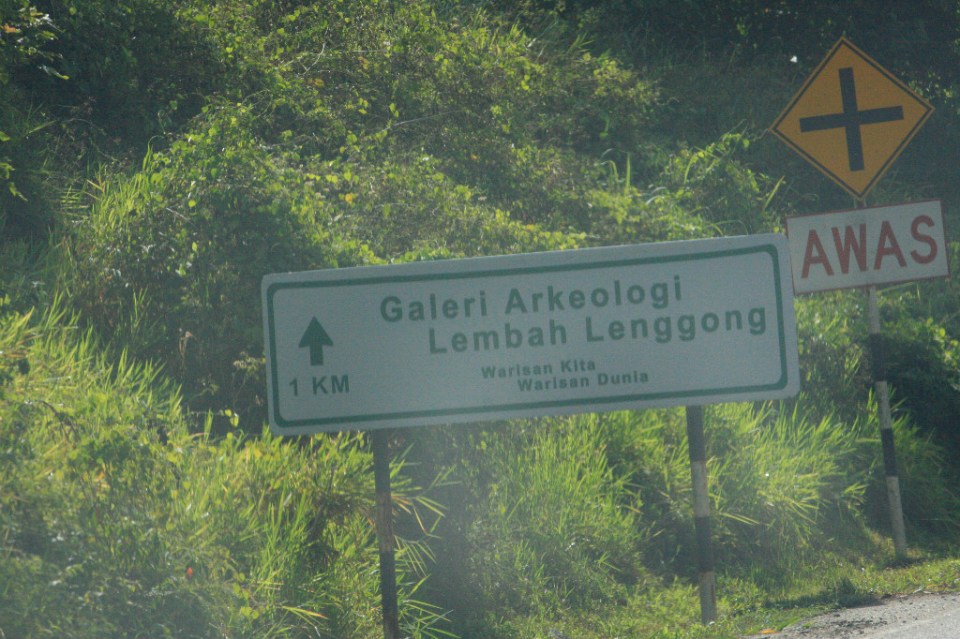 Galeri Arkeologi
Lembah Lenggong
Warisan Kita
Warisan Dunia
1 KM
AWAS